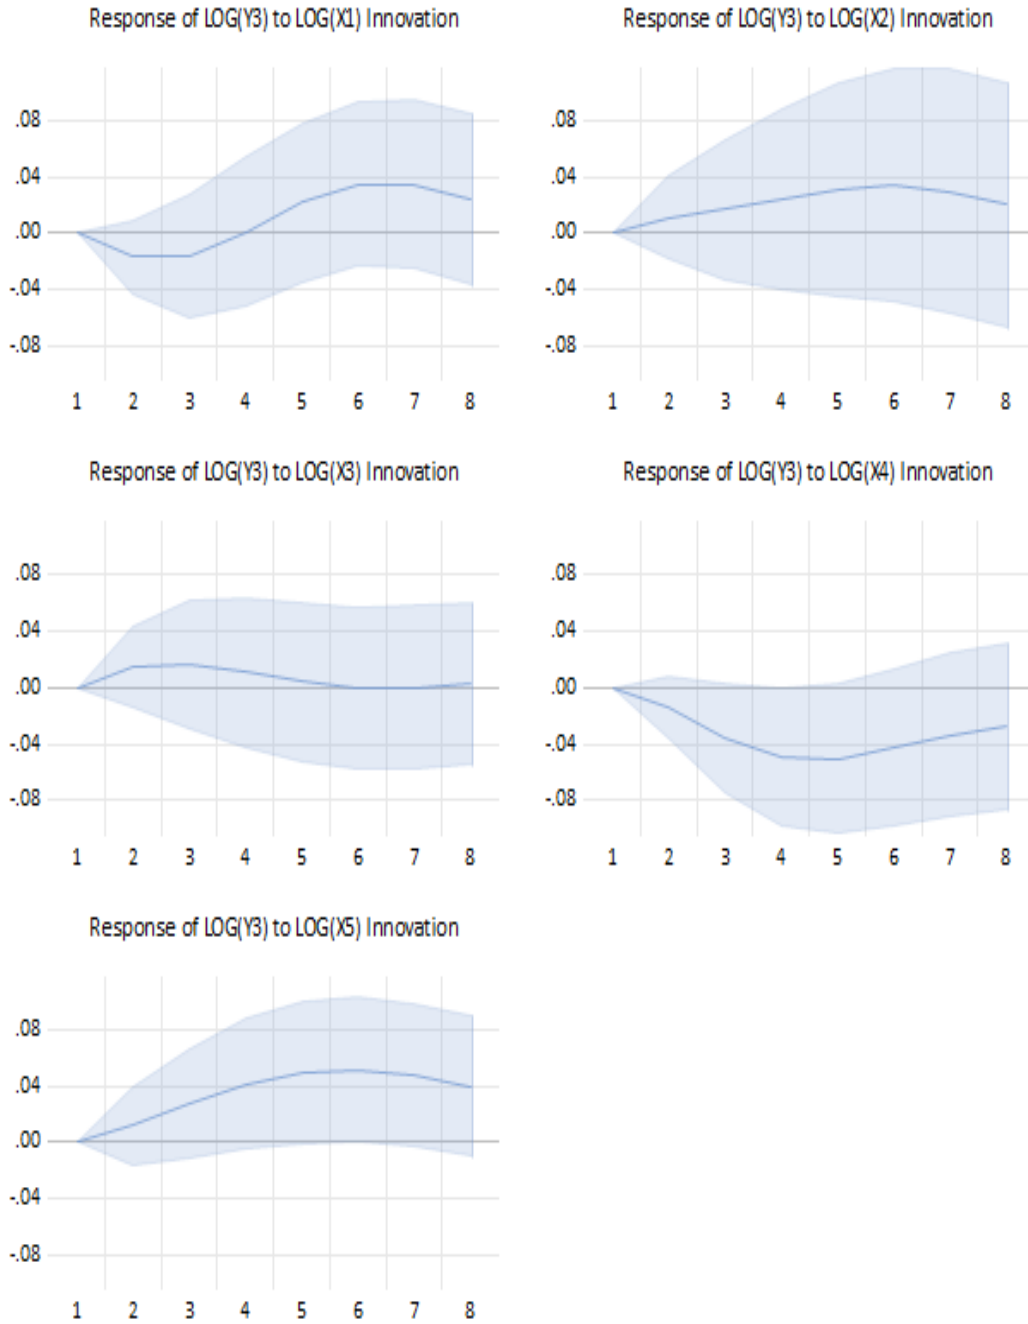 Response of LOG(Y3) to LOG(X1) Innovation
.08
.04
.00
-.04
-.08
1 2 3 4 5 6 7 8
Response of LOG(Y3) to LOG(X2) Innovation
.08
.04
.00
-.04
-.08
1 2 3 4 5 6 7 8
Response of LOG(Y3) to LOG(X3) Innovation
.08
.04
.00
-.04
-.08
1 2 3 4 5 6 7 8
Response of LOG(Y3) to LOG(X4) Innovation
.08
.04
.00
-.04
-.08
1 2 3 4 5 6 7 8
Response of LOG(Y3) to LOG(X5) Innovation
.08
.04
.00
-.04
-.08
1 2 3 4 5 6 7 8